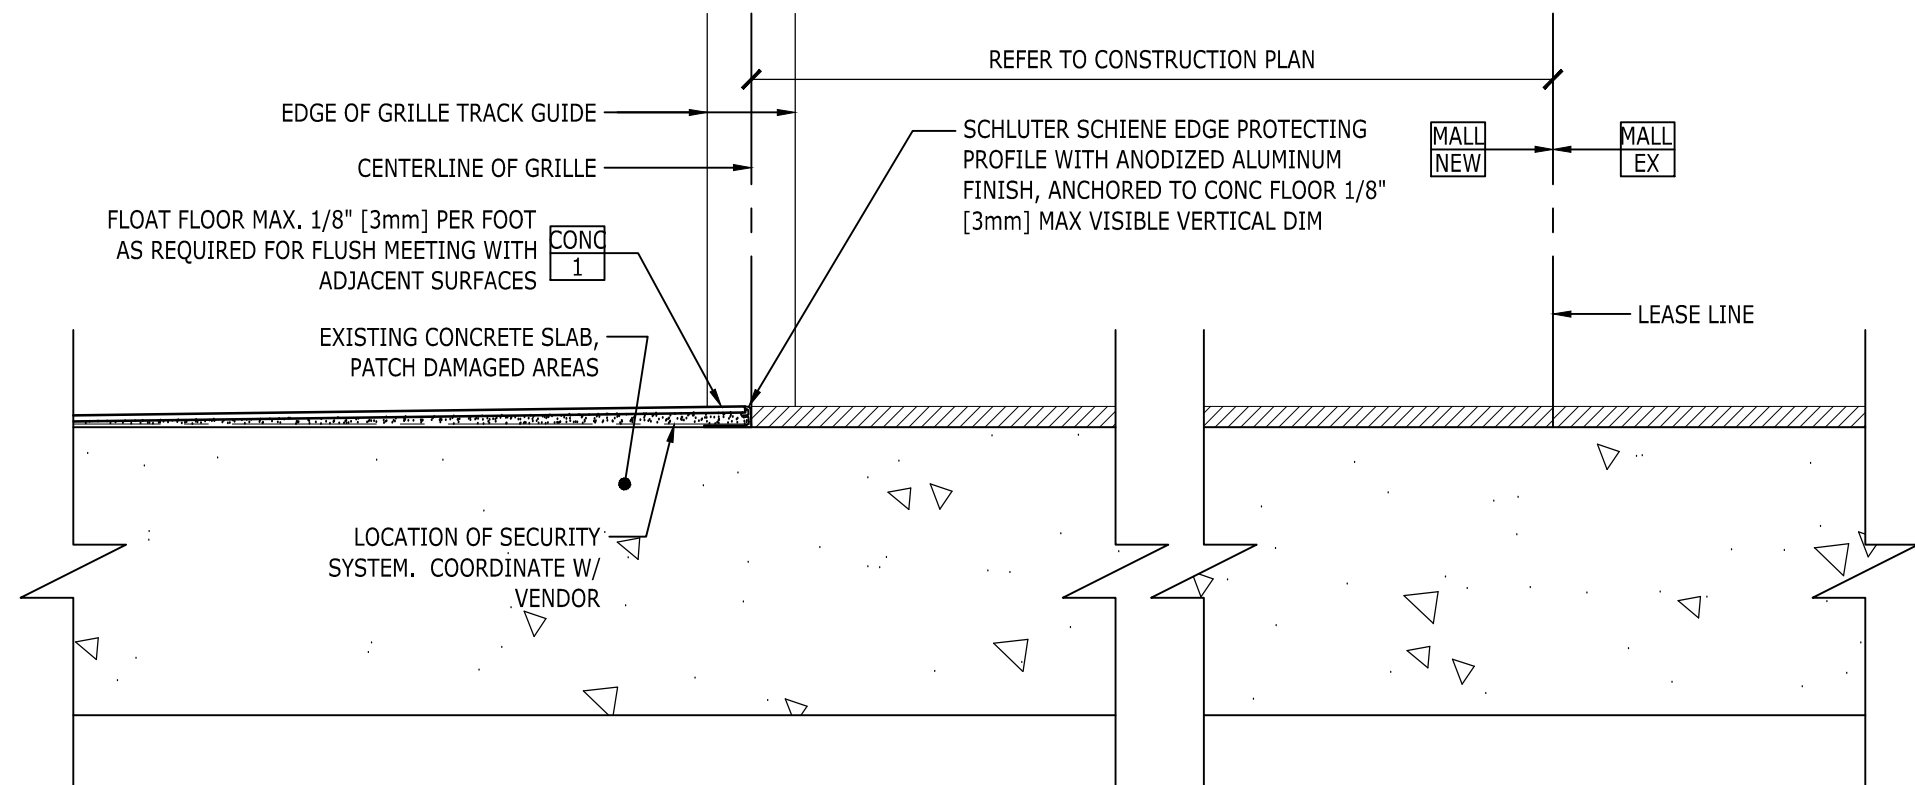 REFER TO CONSTRUCTION PLAN
EDGE OF GRILLE TRACK GUIDE
CENTERLINE OF GRILLE
SCHLUTER SCHIENE EDGE PROTECTING
PROFILE WITH ANODIZED ALUMINUM
FINISH, ANCHORED TO CONC FLOOR 1/8"
[3mm] MAX VISIBLE VERTICAL DIM
MALL
NEW
MALL
EX
FLOAT FLOOR MAX. 1/8" [3mm] PER FOOT
AS REQUIRED FOR FLUSH MEETING WITH
ADJACENT SURFACES
CONC
1
LEASE LINE
EXISTING CONCRETE SLAB,
PATCH DAMAGED AREAS
LOCATION OF SECURITY
SYSTEM. COORDINATE W/
VENDOR